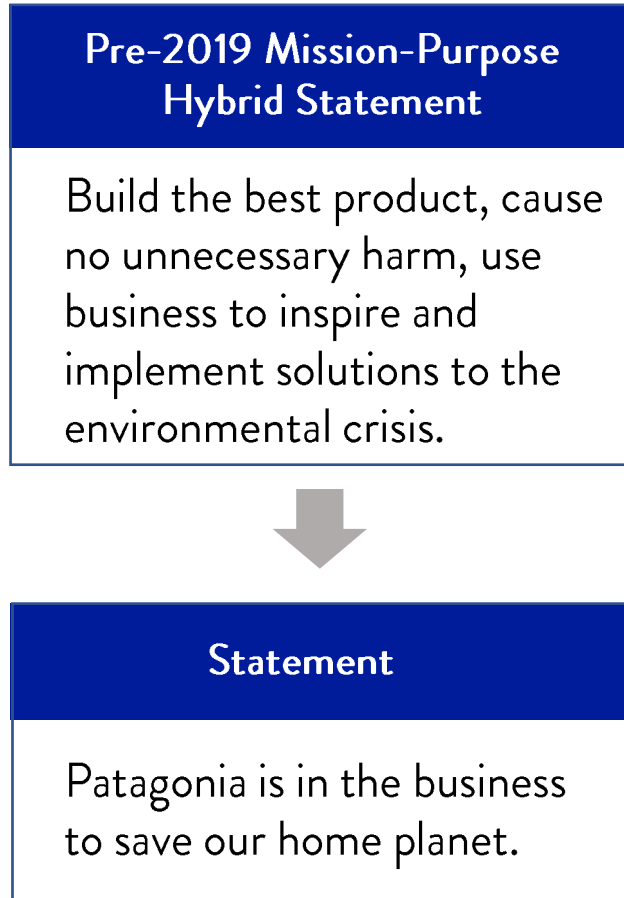 Pre-2019 Mission-Purpose
Hybrid Statement
Build the best product, cause
no unnecessary harm, use
business to inspire and
implement solutions to the
environmental crisis.
Statement
Patagonia is in the business
to save our home planet.